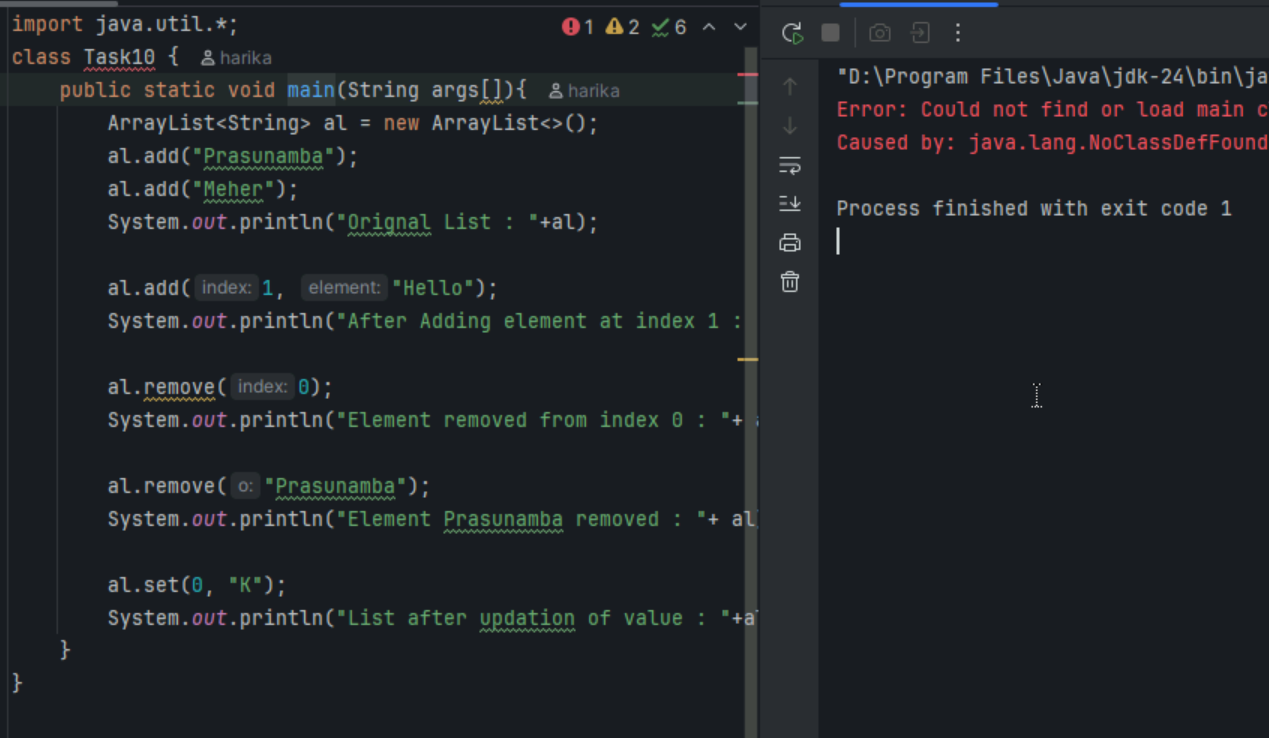 import java.util.*;
1 2 6
class Task10 { harika
public static void main(String args[]){ harika
ArrayList<String> al = new ArrayList<>();
al.add("Prasunamba");
al.add("Meher");
System.out.println("Orignal List : "+al);
al.add( index: 1, element: "Hello");
System.out.println("After Adding element at index 1 :
al.remove( index: 0);
System.out.println("Element removed from index 0 : "+
al.remove( o: "Prasunamba");
System.out.println("Element Prasunamba removed : "+ al
al.set(0, "K");
System.out.println("List after updation of value : "+a
}
}
"D:\Program Files\Java\jdk-24\bin\ja
Error: Could not find or load main c
Caused by: java.lang.NoClassDefFound
Process finished with exit code 1